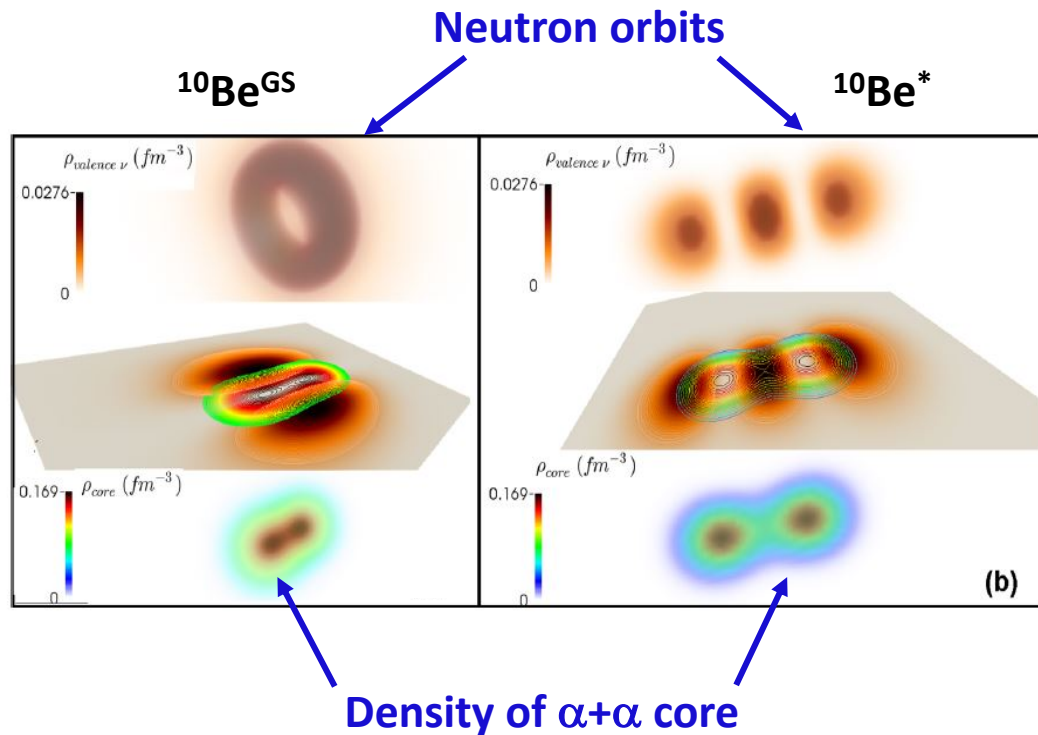 Neutron orbits
¹⁰Beᴳˢ
¹⁰Be*
ρvalence ν (fm⁻³)
0.0276
0
ρvalence ν (fm⁻³)
0.0276
0
ρcore (fm⁻³)
0.169
0
ρcore (fm⁻³)
0.169
0
(b)
Density of α+α core